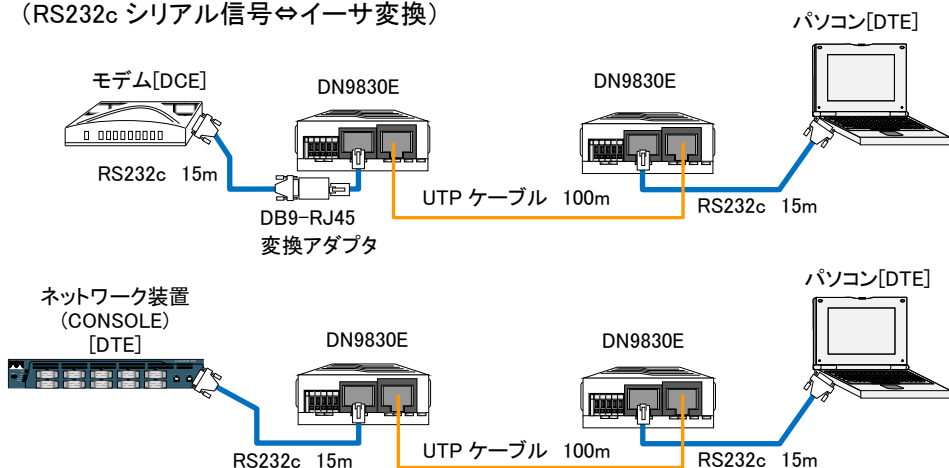 （RS232c シリアル信号⇔イーサ変換）
パソコン[DTE]
モデム[DCE]
DN9830E
DN9830E
RS232c 15m
UTP ケーブル 100m
RS232c 15m
DB9-RJ45
変換アダプタ
ネットワーク装置
（CONSOLE）
[DTE]
パソコン[DTE]
DN9830E
DN9830E
UTP ケーブル 100m
RS232c 15m
RS232c 15m